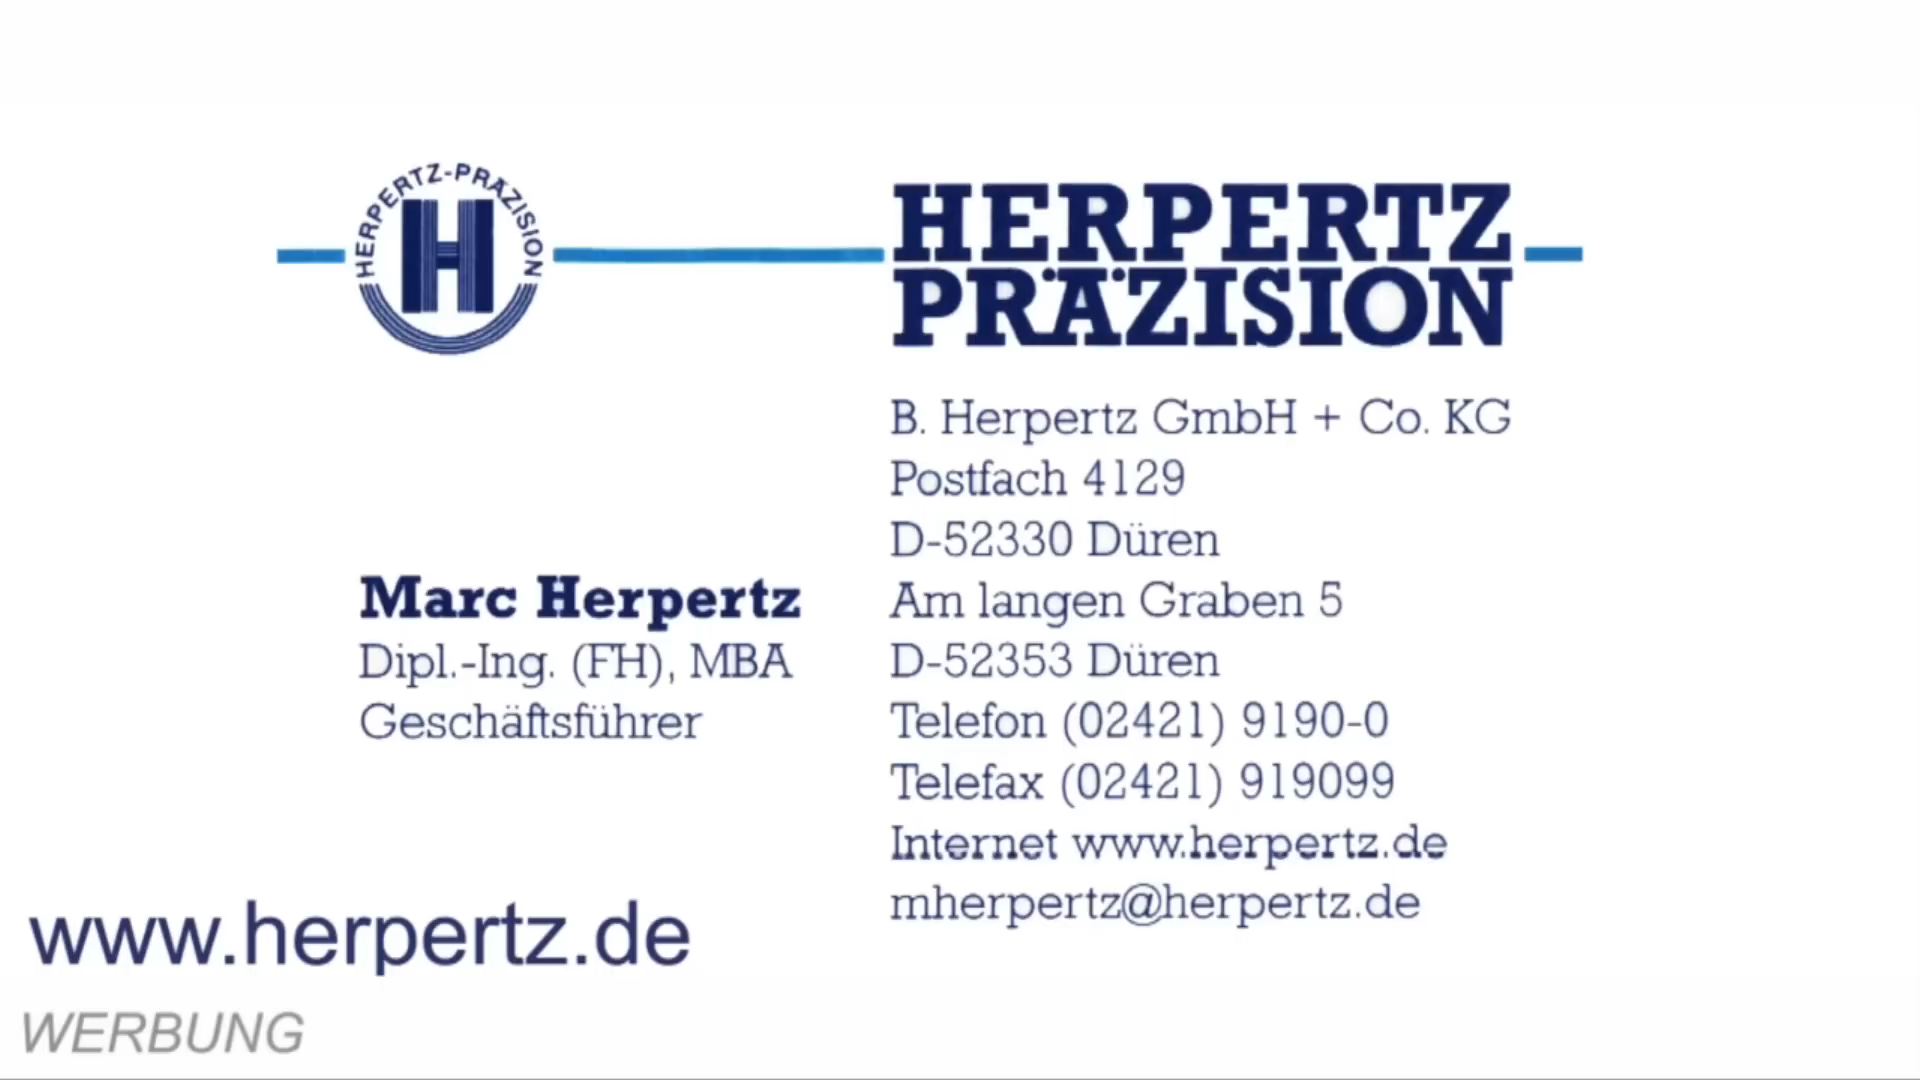 HERPERTZ-PRÄZISION
H
HERPERTZ
PRÄZISION
B. Herpertz GmbH + Co. KG
Postfach 4129
D-52330 Düren
Am langen Graben 5
D-52353 Düren
Telefon (02421) 9190-0
Telefax (02421) 919099
Internet www.herpertz.de
mherpertz@herpertz.de
Marc Herpertz
Dipl.-Ing. (FH), MBA
Geschäftsführer
www.herpertz.de
WERBUNG